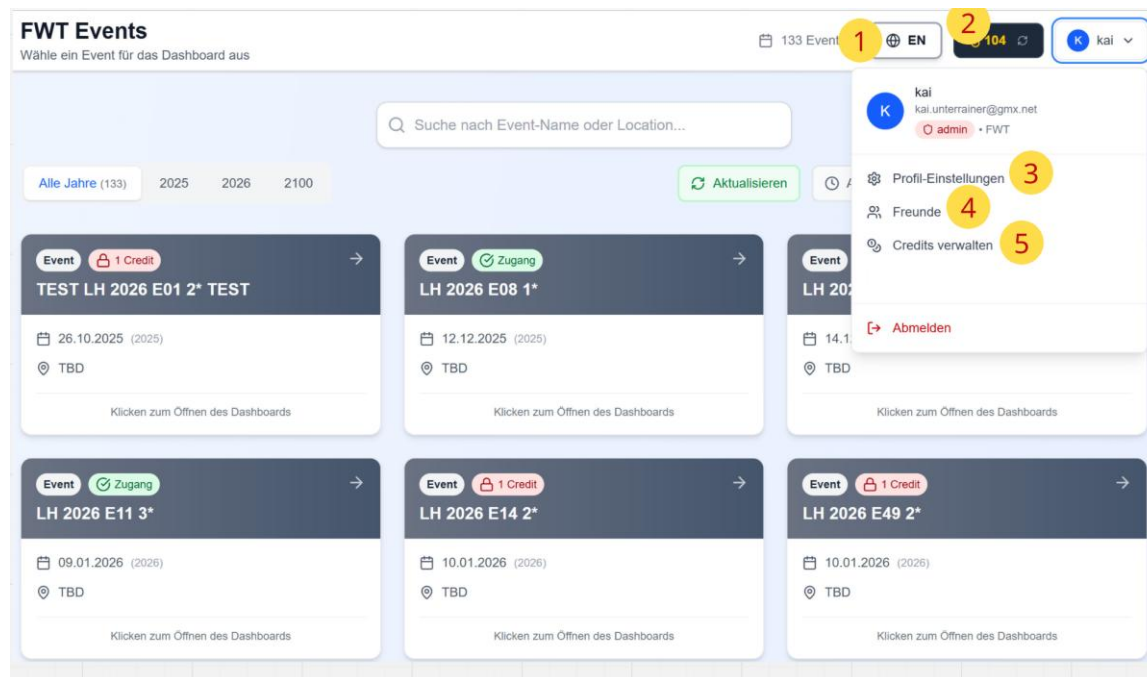 FWT Events
Wähle ein Event für das Dashboard aus
133 Event
1
EN
2
104
K kai
kai
K
kai.unterrainer@gmx.net
admin • FWT
Suche nach Event-Name oder Location...
Alle Jahre (133) 2025 2026 2100
Aktualisieren
Profil-Einstellungen 3
Freunde 4
Credits verwalten 5
Abmelden
Event 1 Credit
TEST LH 2026 E01 2* TEST
26.10.2025 (2025)
TBD
Klicken zum Öffnen des Dashboards
Event Zugang
LH 2026 E08 1*
12.12.2025 (2025)
TBD
Klicken zum Öffnen des Dashboards
Event
TBD
Klicken zum Öffnen des Dashboards
Event Zugang
LH 2026 E11 3*
09.01.2026 (2026)
TBD
Klicken zum Öffnen des Dashboards
Event 1 Credit
LH 2026 E14 2*
10.01.2026 (2026)
TBD
Klicken zum Öffnen des Dashboards
Event 1 Credit
LH 2026 E49 2*
10.01.2026 (2026)
TBD
Klicken zum Öffnen des Dashboards